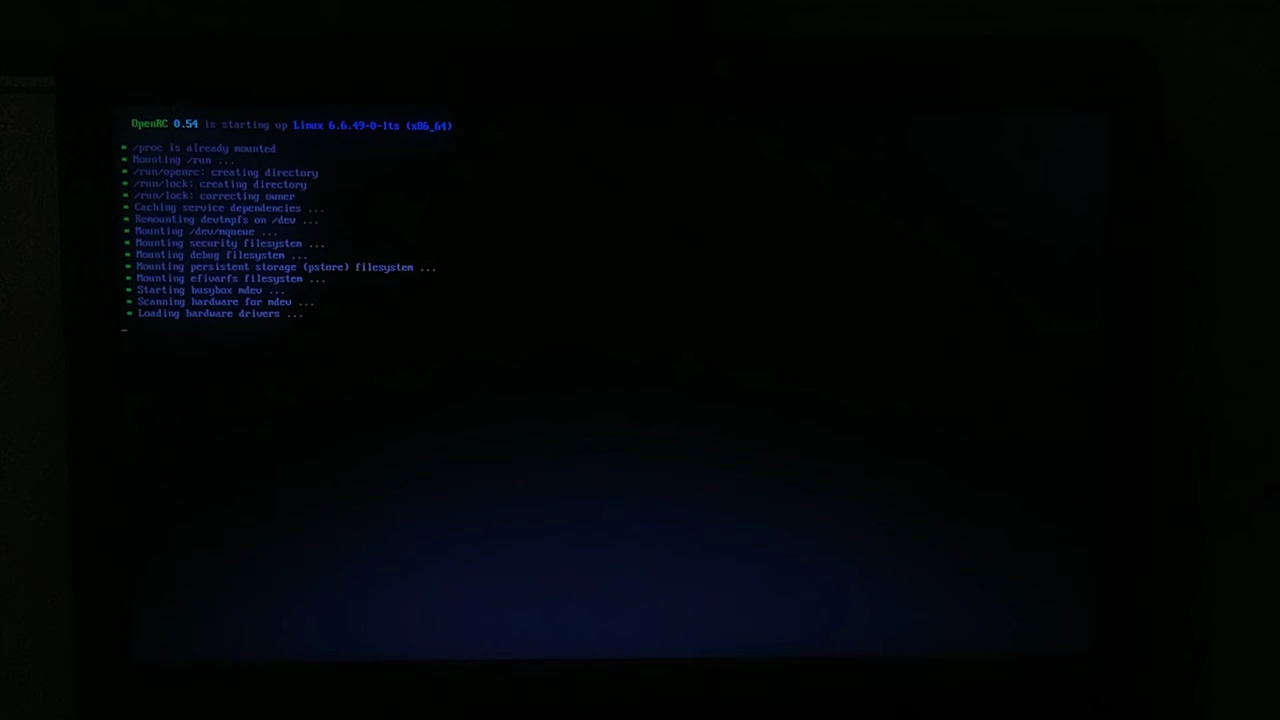 OpenRC 0.54 is starting up Linux 6.6.49-0-lts (x86_64)
* /proc is already mounted
* Mounting /run ...
* /run/openrc: creating directory
* /run/lock: creating directory
* /run/lock: correcting owner
* Caching service dependencies ...
* Remounting devtmpfs on /dev ...
* Mounting /dev/mqueue ...
* Mounting security filesystem ...
* Mounting debug filesystem ...
* Mounting persistent storage (pstore) filesystem ...
* Mounting efivarfs filesystem ...
* Starting busybox mdev ...
* Scanning hardware for mdev ...
* Loading hardware drivers ...
_